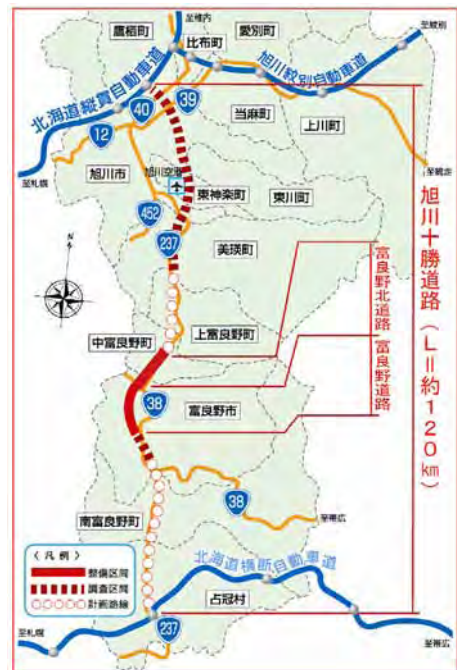 至稚内
至紋別
鷹栖町
比布町
愛別町
旭川紋別自動車道
北海道縦貫自動車道
40
39
当麻町
上川町
12
至札幌
旭川市
旭川空港
東神楽町
東川町
至網走
452
237
美瑛町
N
上富良野町
中富良野町
富良野北道路
富良野道路
旭川十勝道路(L=約120km)
38
富良野市
38
南富良野町
至帯広
〈凡例〉
整備区間
調査区間
計画路線
北海道横断自動車道
占冠村
至札幌
237
至帯広